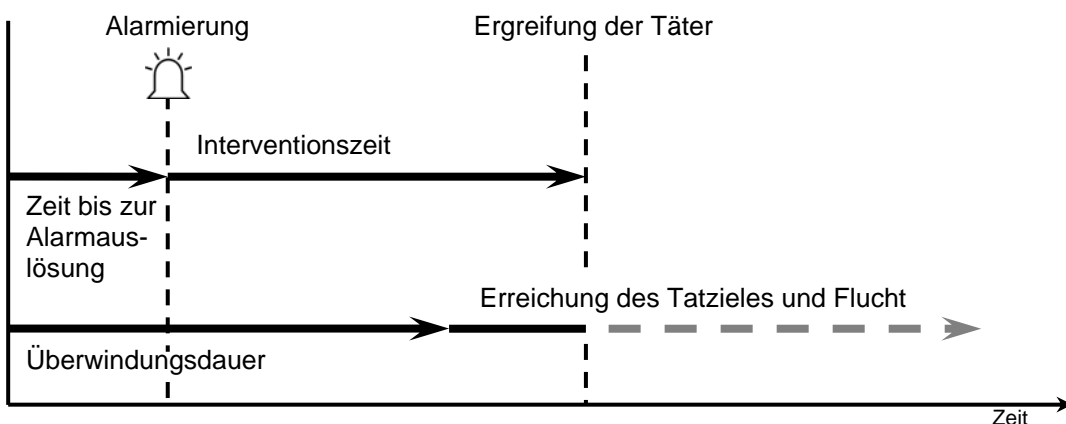 Alarmierung
Ergreifung der Täter
Interventionszeit
Zeit bis zur
Alarmaus-
lösung
Erreichung des Tatzieles und Flucht
Überwindungsdauer
Zeit